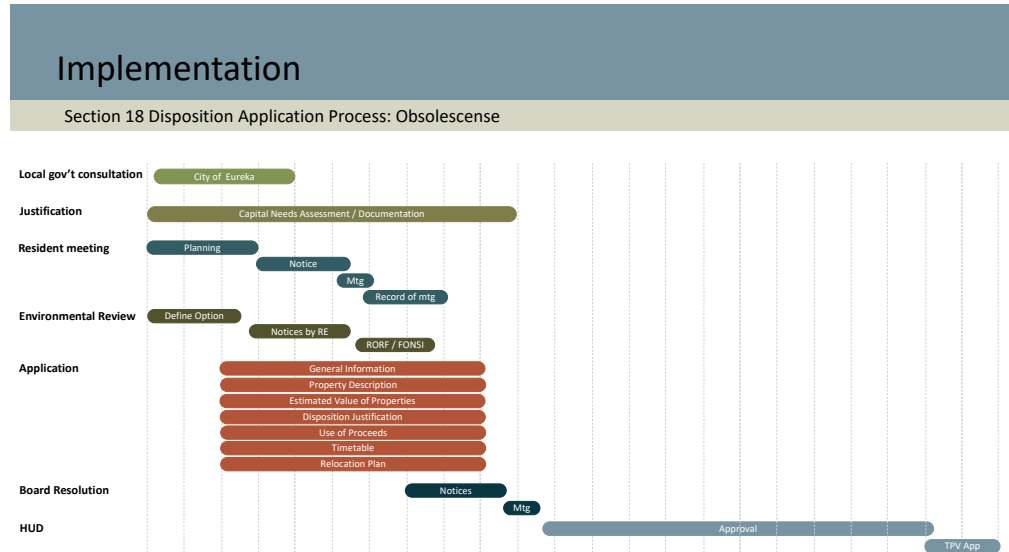 Implementation
Section 18 Disposition Application Process: Obsolescense
Local gov't consultation
City of Eureka
Justification
Capital Needs Assessment / Documentation
Resident meeting
Planning
Notice
Mtg
Record of mtg
Environmental Review
Define Option
Notices by RE
RORF / FONSI
Application
General Information
Property Description
Estimated Value of Properties
Disposition Justification
Use of Proceeds
Timetable
Relocation Plan
Board Resolution
Notices
Mtg
HUD
Approval
TPV App